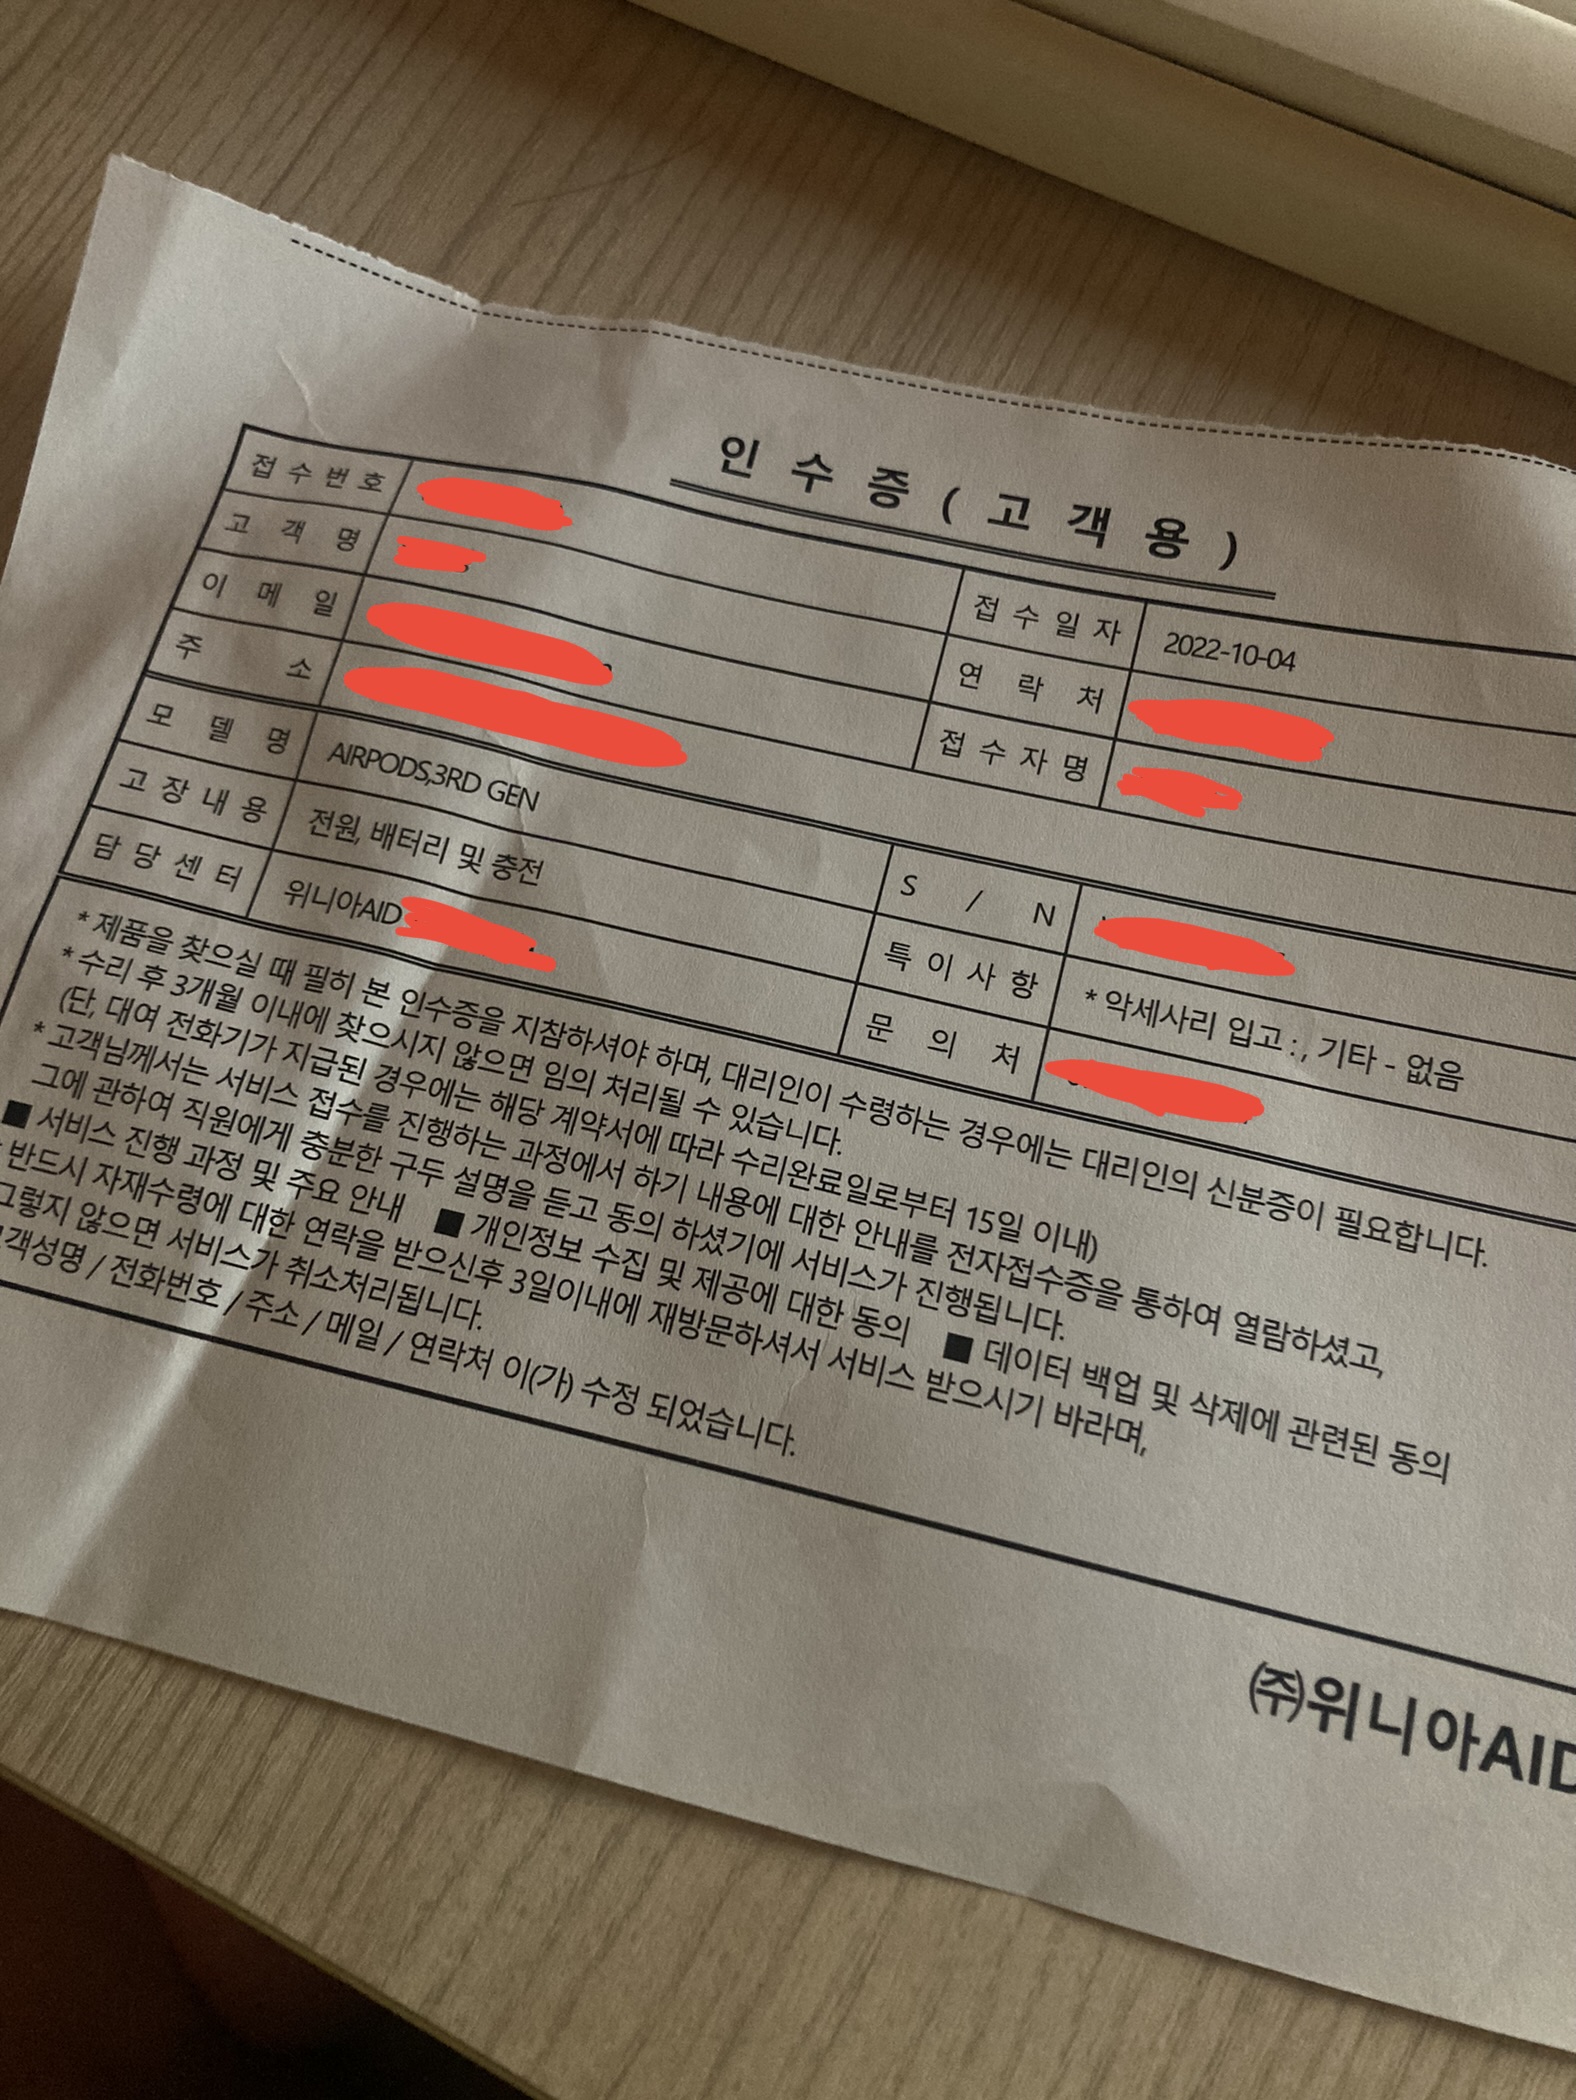 인 수 증 ( 고 객 용 )
접 수 번 호
접 수 일 자 2022-10-04
고 객 명
연 락 처
이 메 일
접 수 자 명
주 소
모 델 명 AIRPODS,3RD GEN
S / N
고 장 내 용 전원, 배터리 및 충전
특 이 사 항 * 악세사리 입고 : , 기타 - 없음
담 당 센 터 위니아AID
문 의 처
* 제품을 찾으실 때 필히 본 인수증을 지참하셔야 하며, 대리인이 수령하는 경우에는 대리인의 신분증이 필요합니다.
* 수리 후 3개월 이내에 찾으시지 않으면 임의 처리될 수 있습니다.
(단, 대여 전화기가 지급된 경우에는 해당 계약서에 따라 수리완료일로부터 15일 이내)
* 고객님께서는 서비스 접수를 진행하는 과정에서 하기 내용에 대한 안내를 전자접수증을 통하여 열람하셨고,
그에 관하여 직원에게 충분한 구두 설명을 듣고 동의 하셨기에 서비스가 진행됩니다.
■ 서비스 진행 과정 및 주요 안내 ■ 개인정보 수집 및 제공에 대한 동의 ■ 데이터 백업 및 삭제에 관련된 동의
* 반드시 자재수령에 대한 연락을 받으신후 3일이내에 재방문하셔서 서비스 받으시기 바라며,
그렇지 않으면 서비스가 취소처리됩니다.
고객성명 / 전화번호 / 주소 / 메일 / 연락처 이(가) 수정 되었습니다.
㈜위니아AID